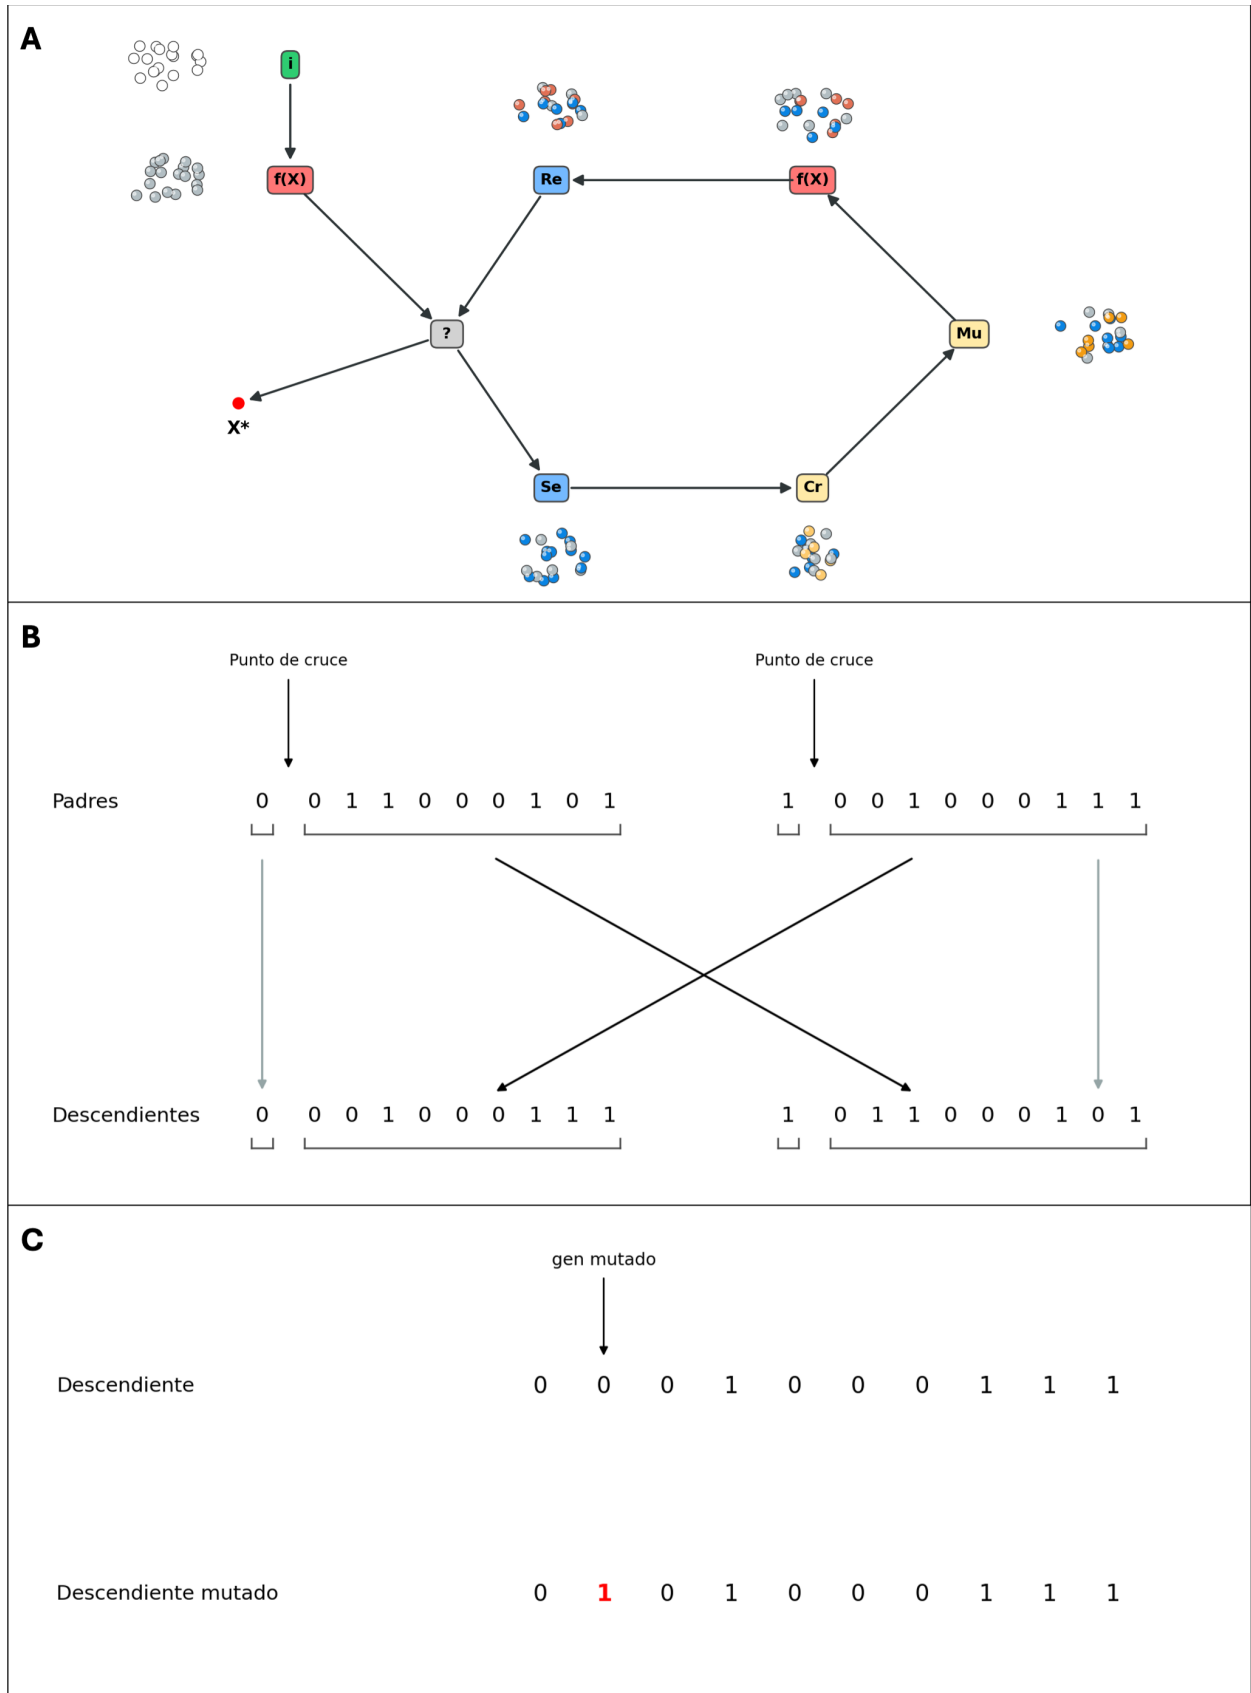 A
i
f(X)
Re
f(X)
?
Mu
X*
Se
Cr
B
Punto de cruce
Punto de cruce
Padres 0 0 1 1 0 0 0 1 0 1 1 0 0 1 0 0 0 1 1 1
Descendientes 0 0 0 1 0 0 0 1 1 1 1 0 1 1 0 0 0 1 0 1
C
gen mutado
Descendiente 0 0 0 1 0 0 0 1 1 1
Descendiente mutado 0 1 0 1 0 0 0 1 1 1